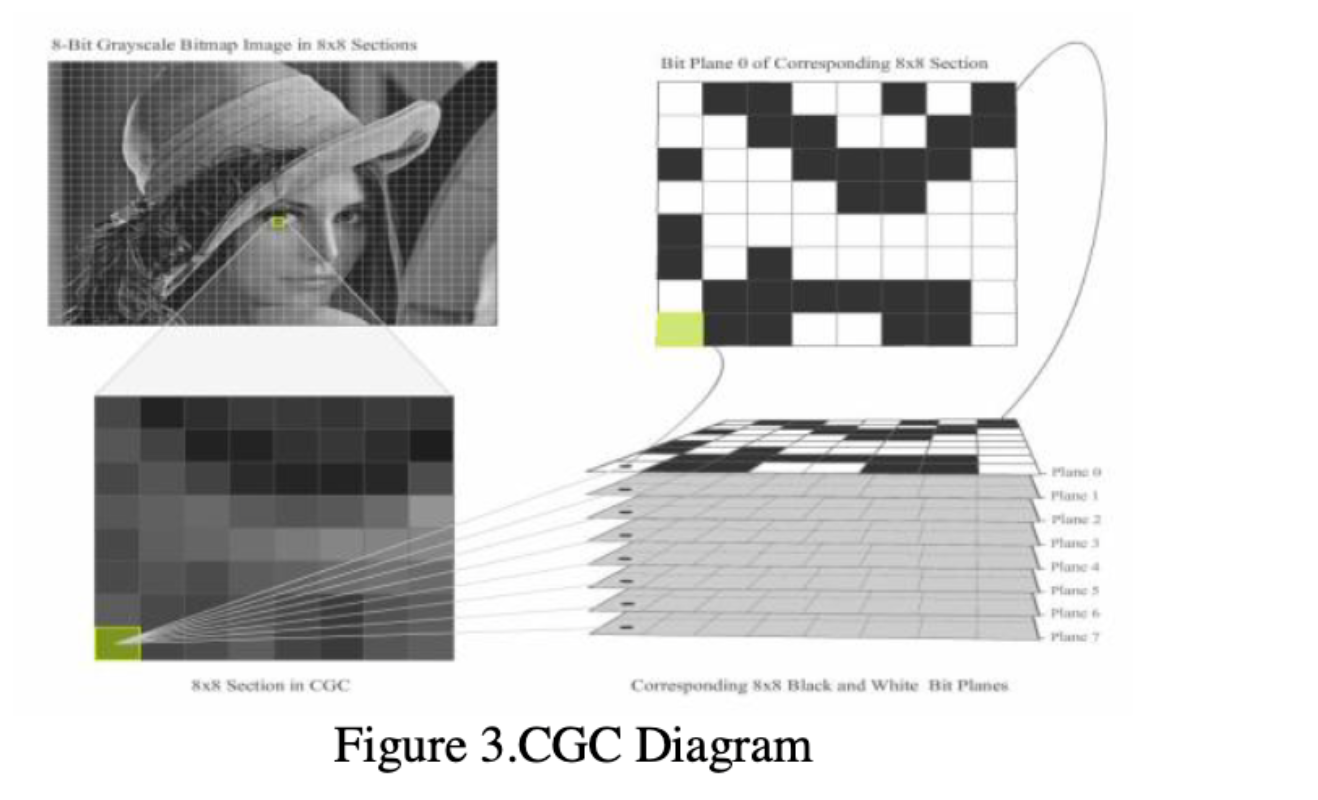 8-Bit Grayscale Bitmap Image in 8x8 Sections
Bit Plane 0 of Corresponding 8x8 Section
Plane 0
Plane 1
Plane 2
Plane 3
Plane 4
Plane 5
Plane 6
Plane 7
8x8 Section in CGC
Corresponding 8x8 Black and White Bit Planes
Figure 3.CGC Diagram